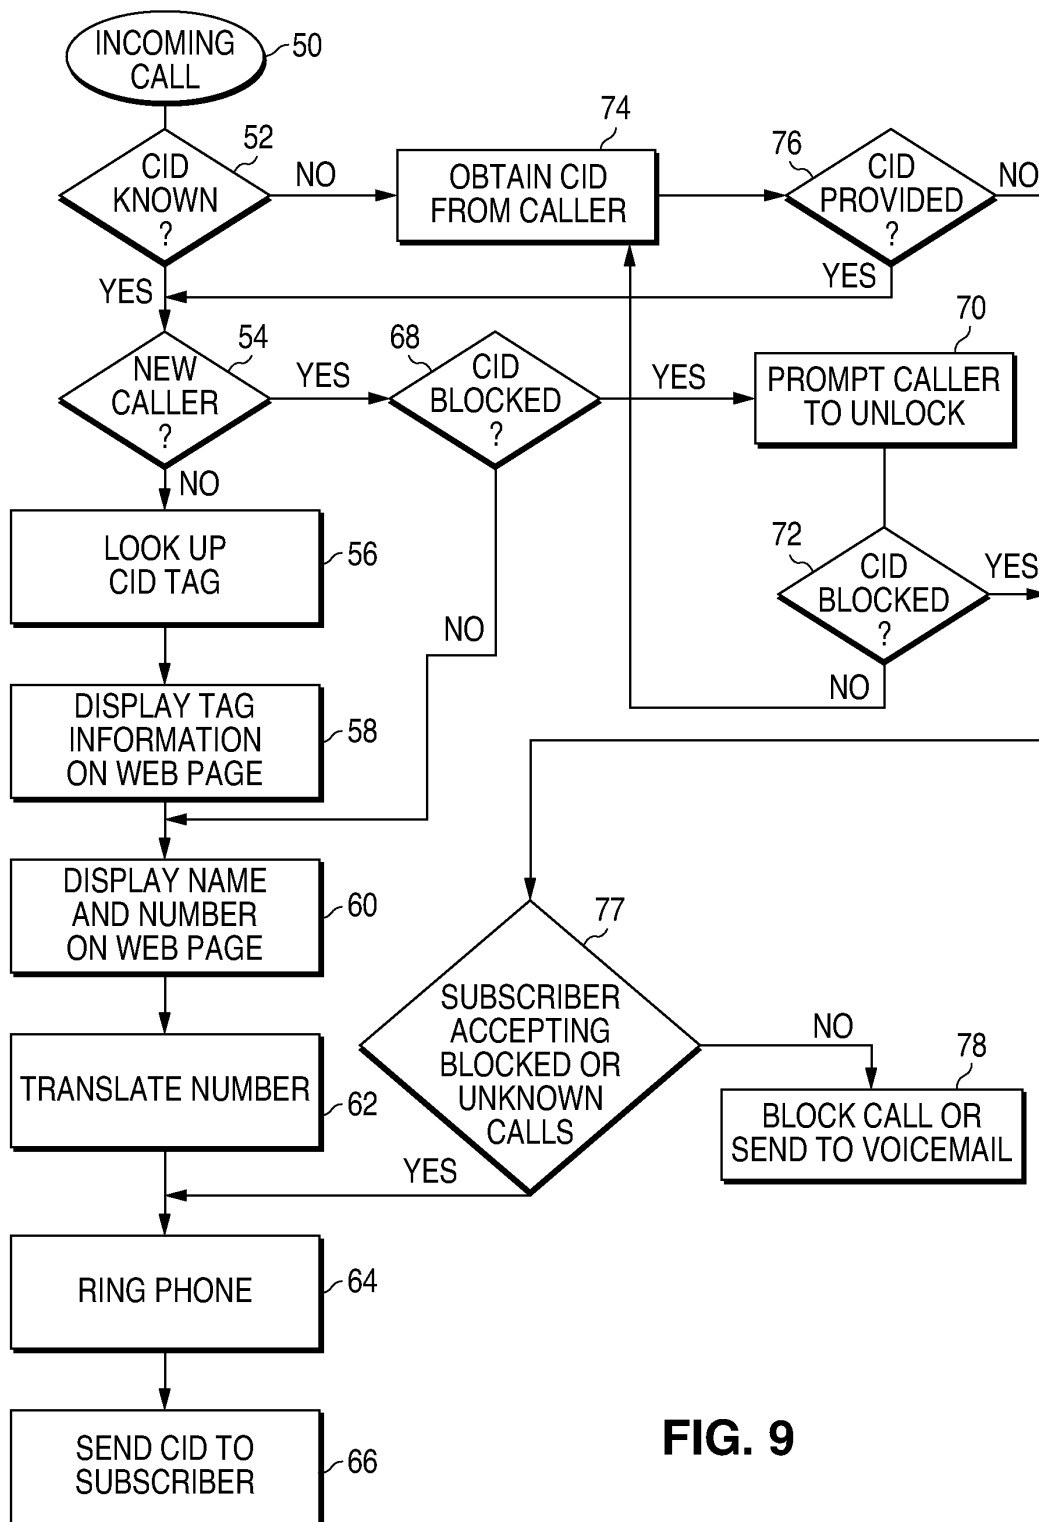 INCOMING
CALL
50
CID
KNOWN
?
52
NO
74
OBTAIN CID
FROM CALLER
76
CID
PROVIDED
?
NO
YES
YES
NEW
CALLER
?
54
YES
68
CID
BLOCKED
?
YES
70
PROMPT CALLER
TO UNLOCK
NO
LOOK UP
CID TAG
56
72
CID
BLOCKED
?
YES
NO
NO
DISPLAY TAG
INFORMATION
ON WEB PAGE
58
DISPLAY NAME
AND NUMBER
ON WEB PAGE
60
77
SUBSCRIBER
ACCEPTING
BLOCKED OR
UNKNOWN
CALLS
NO
78
BLOCK CALL OR
SEND TO VOICEMAIL
TRANSLATE NUMBER
62
YES
RING PHONE
64
SEND CID TO
SUBSCRIBER
66
FIG. 9